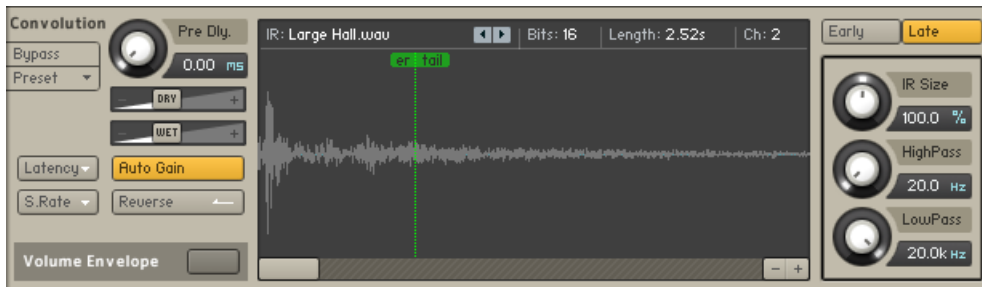 Convolution
Bypass
Preset
Pre Dly.
0.00 ms
DRY
WET
Latency
Auto Gain
S.Rate
Reverse
Volume Envelope
IR: Large Hall.wav
Bits: 16
Length: 2.52s
Ch: 2
er tail
Early
Late
IR Size
100.0 %
HighPass
20.0 Hz
LowPass
20.0k Hz